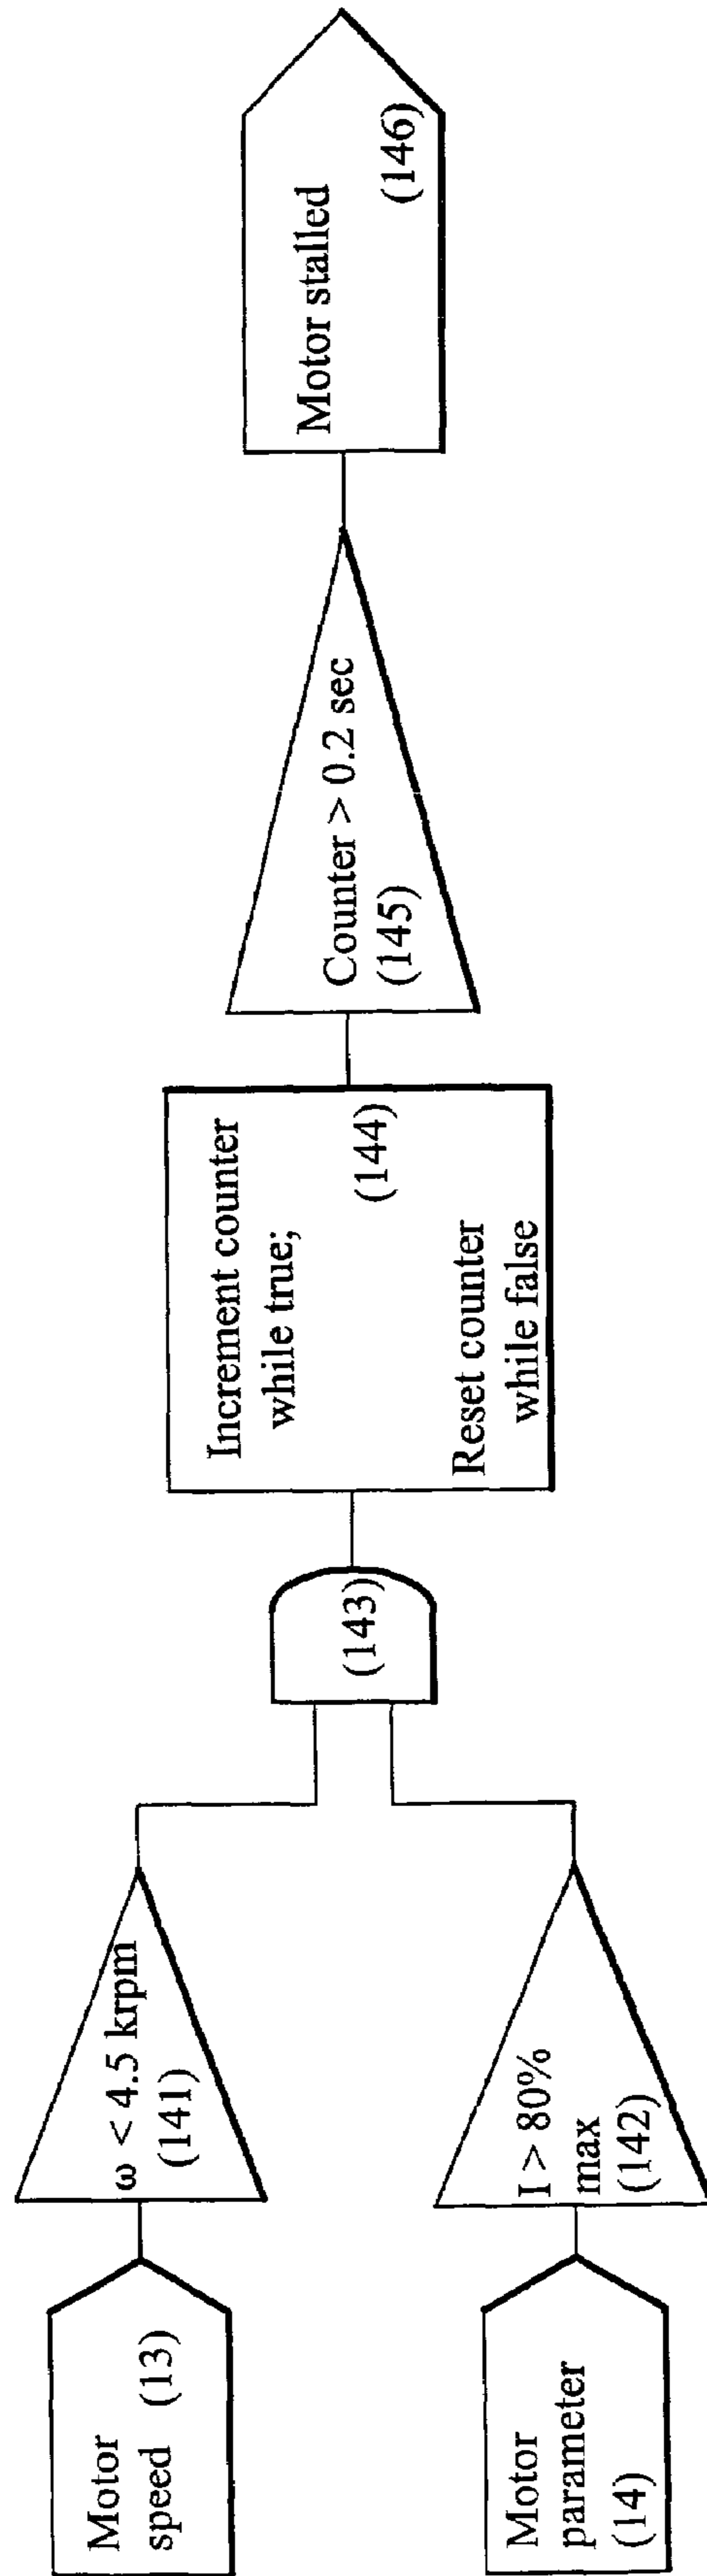 Motor
speed (13)
ω < 4.5 krpm
(141)
Motor
parameter
(14)
I > 80%
max
(142)
(143)
Increment counter
while true;
(144)
Reset counter
while false
Counter > 0.2 sec
(145)
Motor stalled
(146)